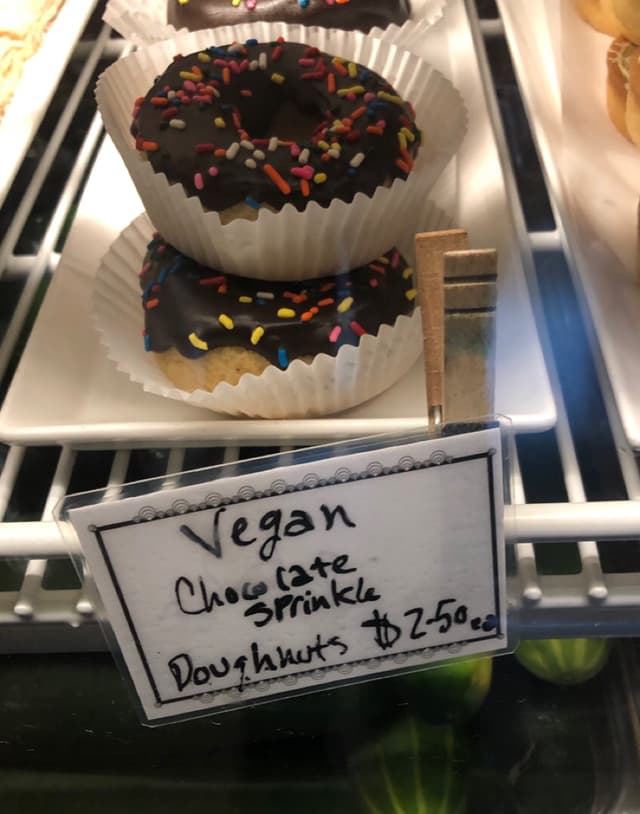 Vegan
Chocolate
Sprinkle
Doughnuts $2.50 ea